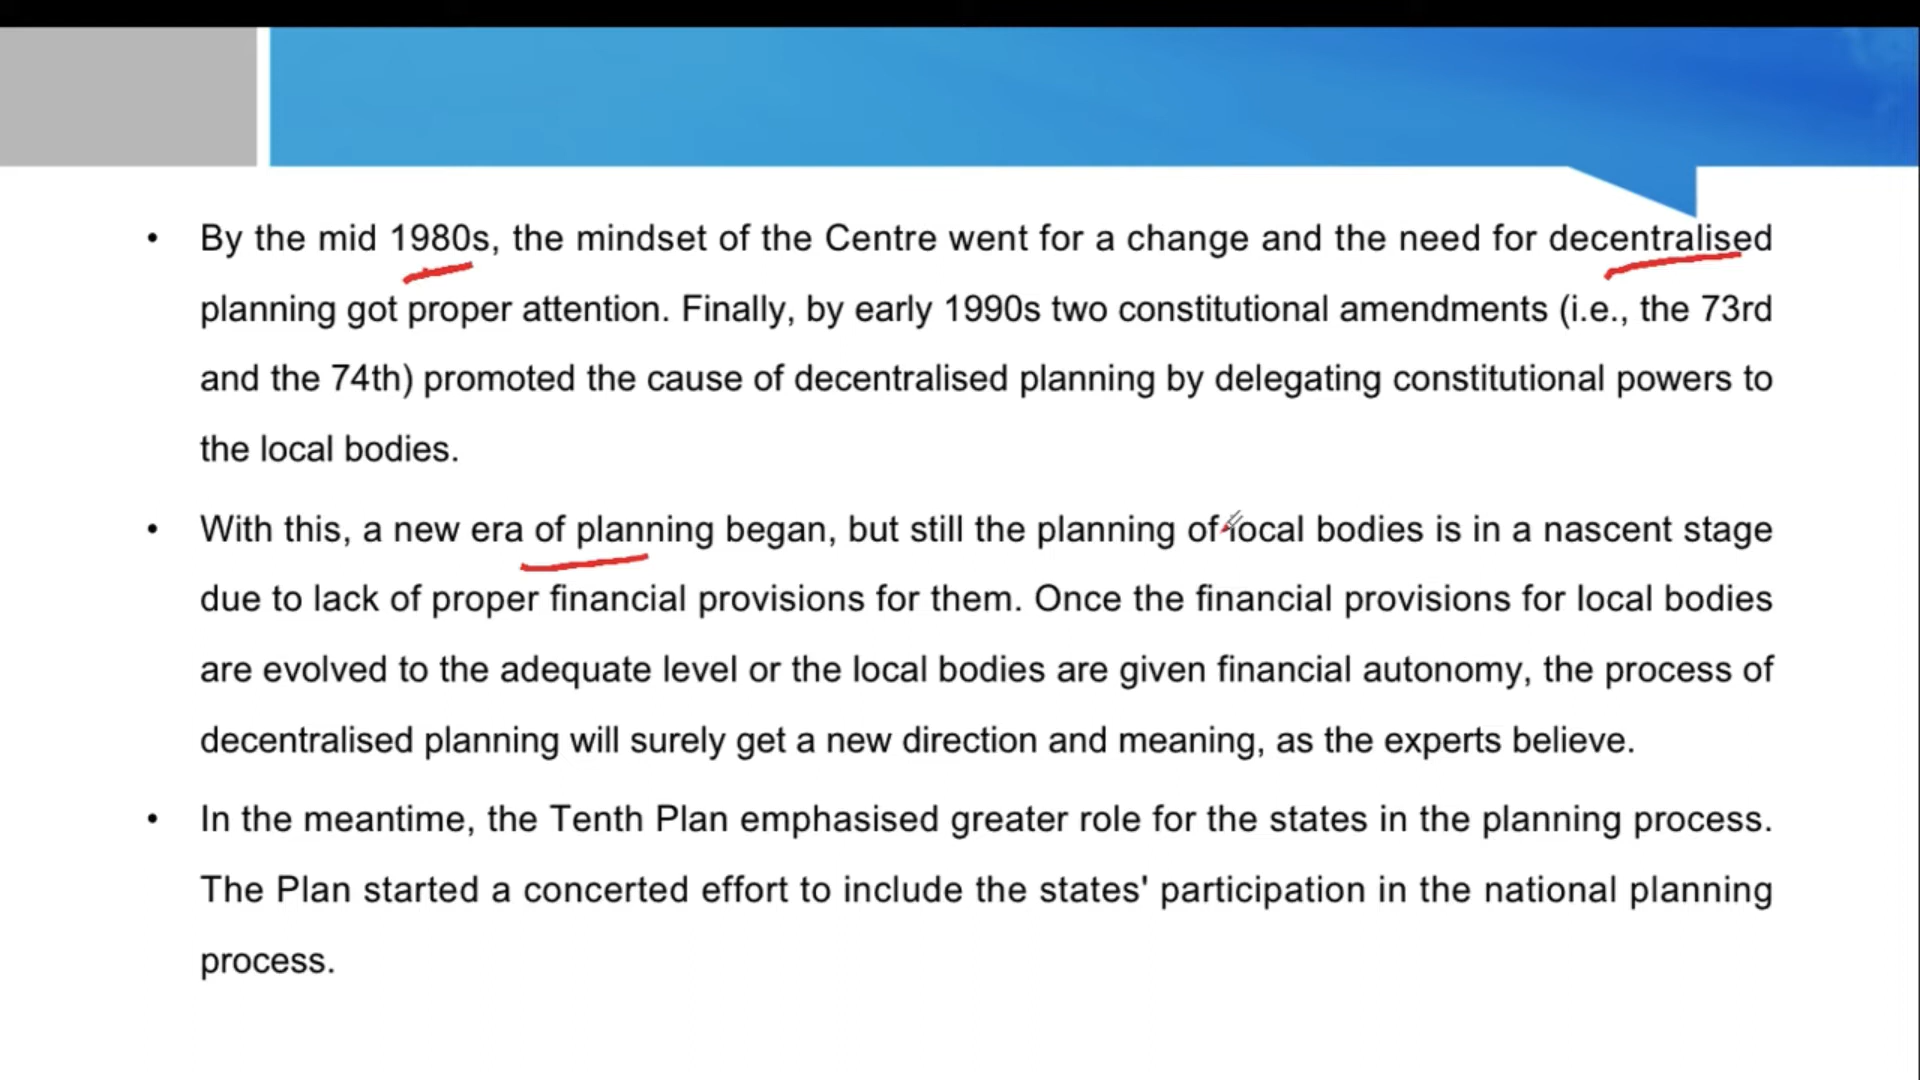 • By the mid 1980s, the mindset of the Centre went for a change and the need for decentralised
planning got proper attention. Finally, by early 1990s two constitutional amendments (i.e., the 73rd
and the 74th) promoted the cause of decentralised planning by delegating constitutional powers to
the local bodies.
• With this, a new era of planning began, but still the planning of local bodies is in a nascent stage
due to lack of proper financial provisions for them. Once the financial provisions for local bodies
are evolved to the adequate level or the local bodies are given financial autonomy, the process of
decentralised planning will surely get a new direction and meaning, as the experts believe.
• In the meantime, the Tenth Plan emphasised greater role for the states in the planning process.
The Plan started a concerted effort to include the states' participation in the national planning
process.